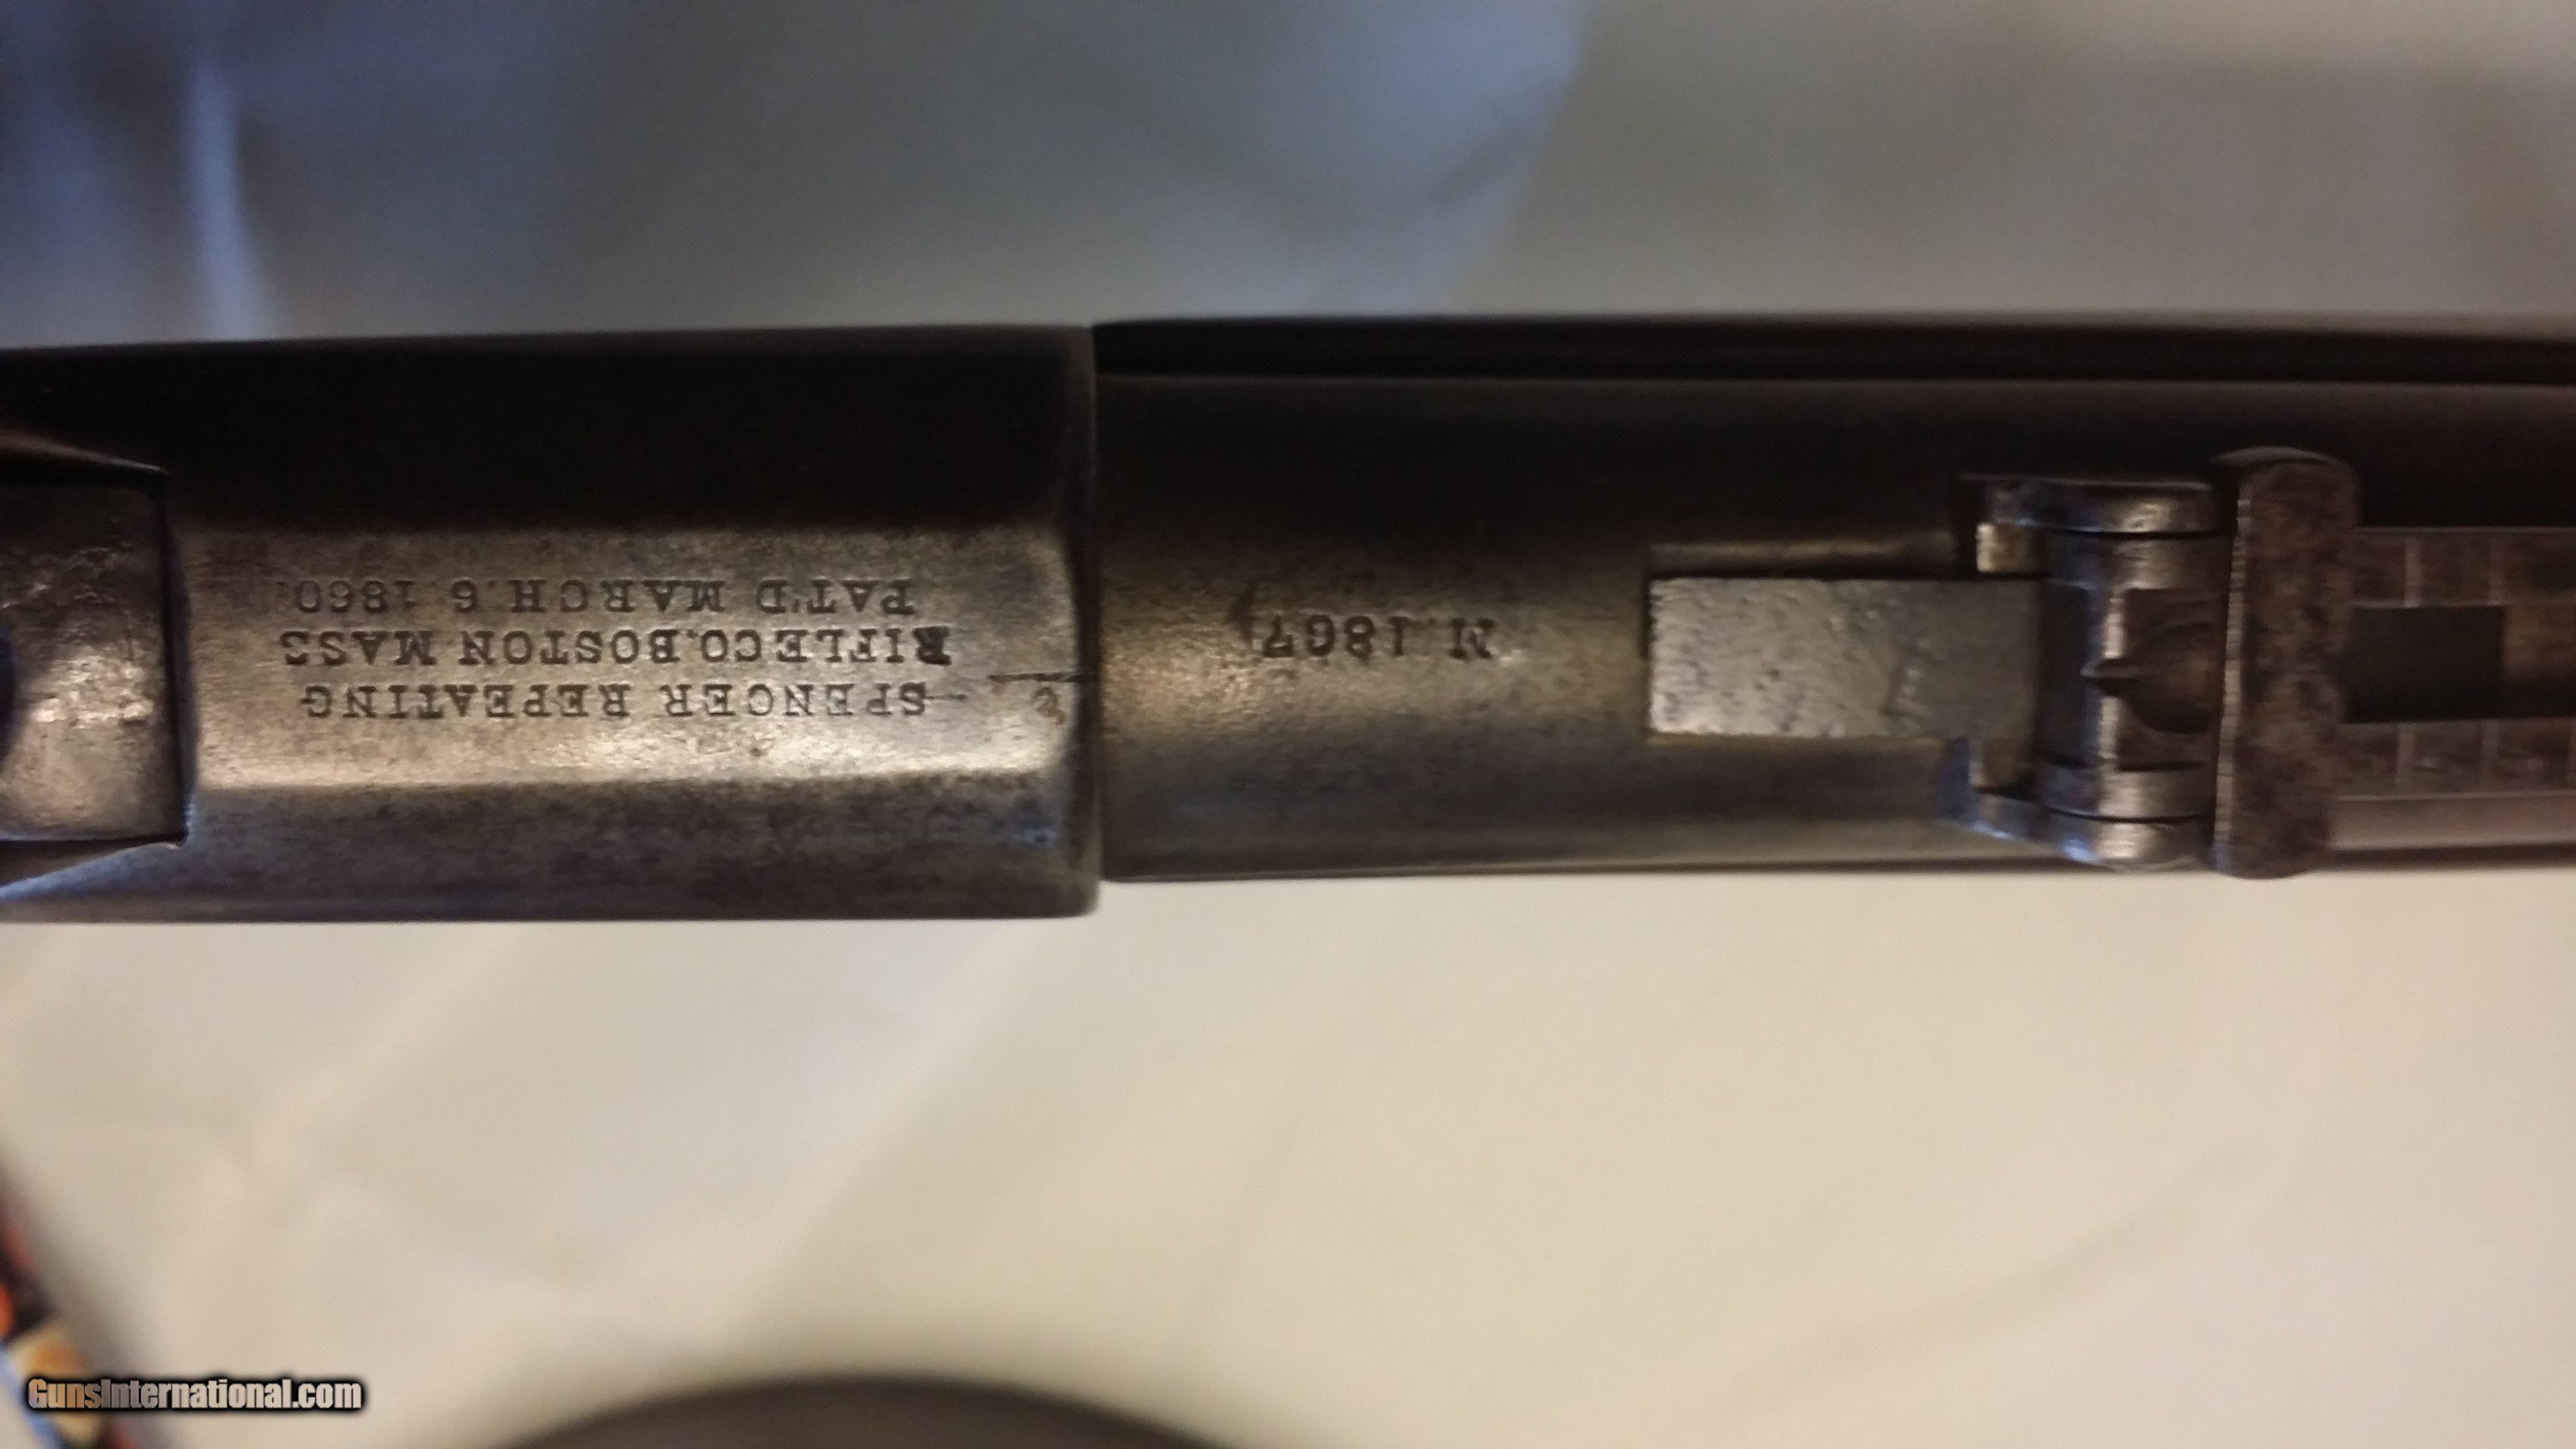 SPENCER REPEATING
RIFLE CO. BOSTON MASS
PAT'D MARCH. 6. 1860.
M. 1867
GunsInternational.com